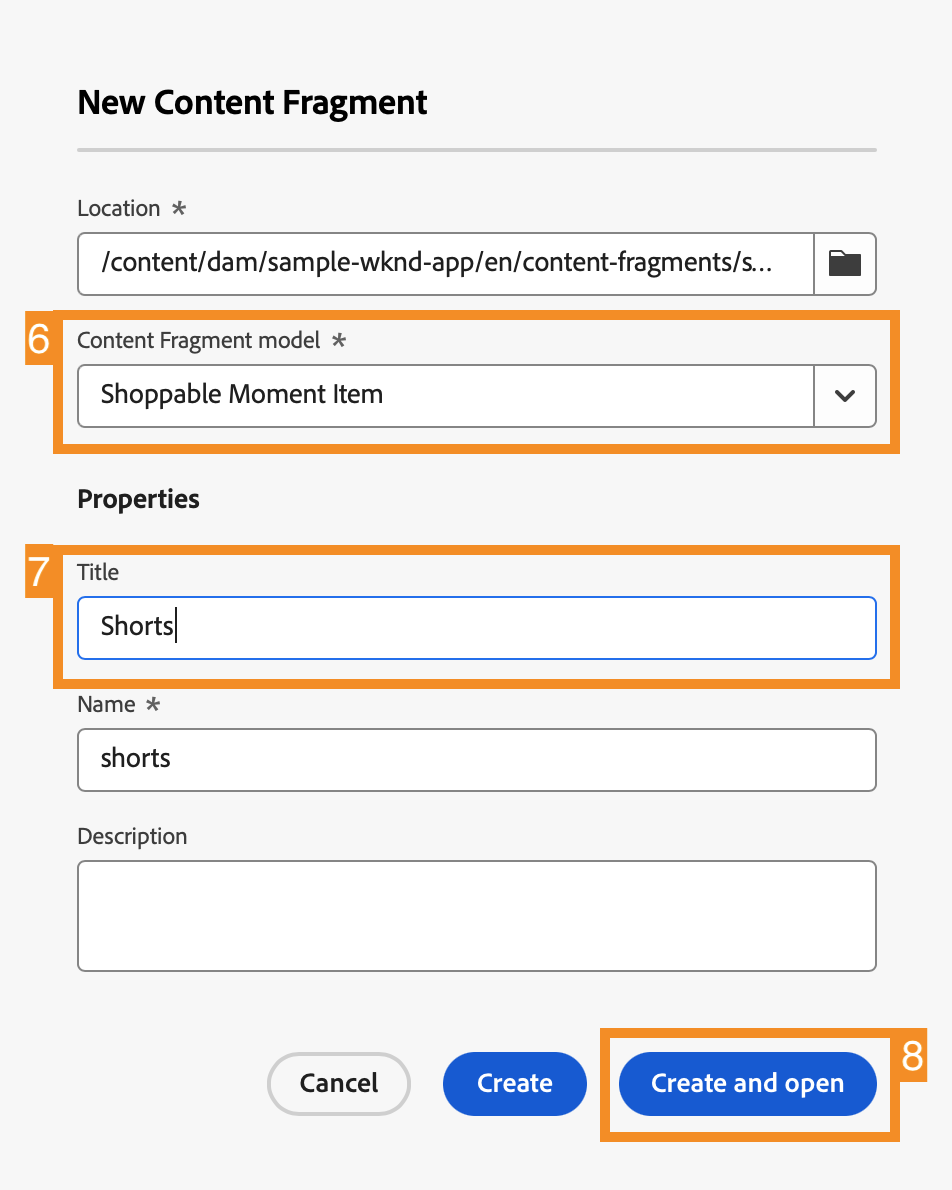 New Content Fragment
Location *
/content/dam/sample-wknd-app/en/content-fragments/s...
6
Content Fragment model *
Shoppable Moment Item
Properties
7
Title
Shorts
Name *
shorts
Description
Cancel
Create
Create and open
8